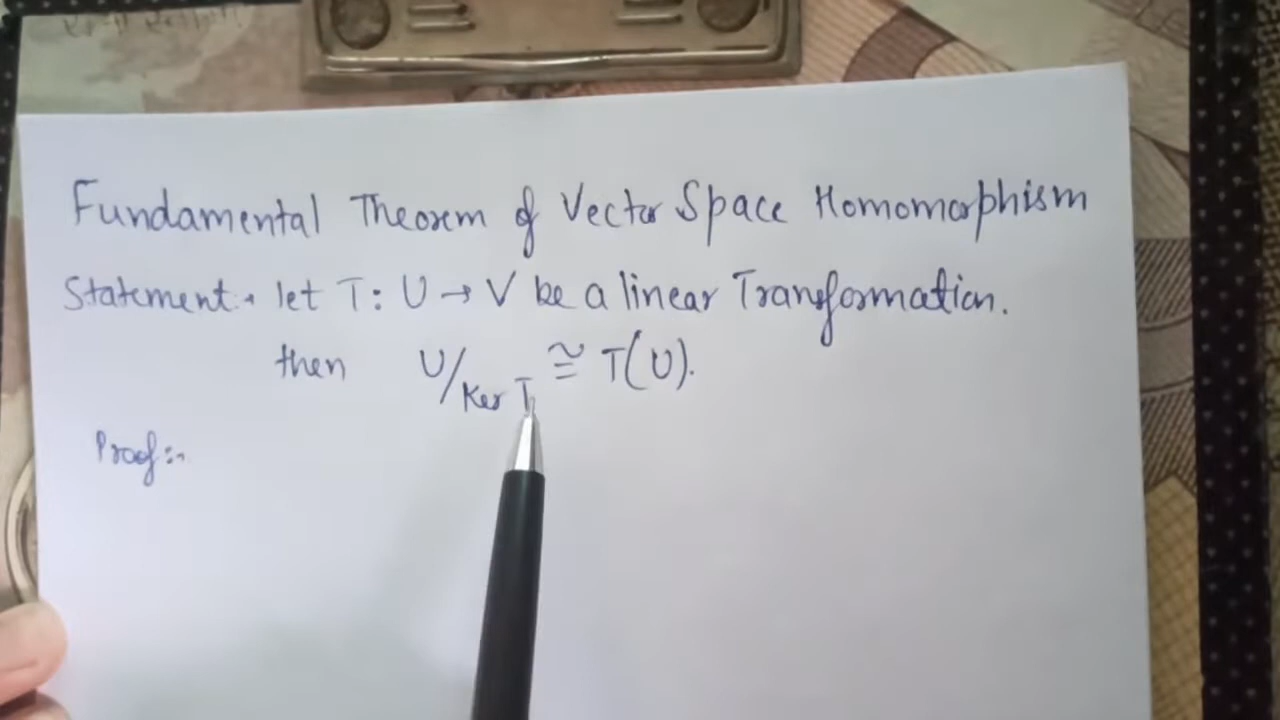 Fundamental Theorem of Vector Space Homomorphism
Statement:- let T: U → V be a linear Transformation.
then U/Ker T ≅ T(U).
Proof:-